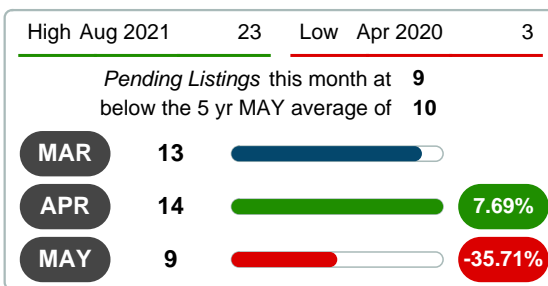 High Aug 2021 23 Low Apr 2020 3
Pending Listings this month at 9
below the 5 yr MAY average of 10
MAR 13
APR 14 7.69%
MAY 9 -35.71%